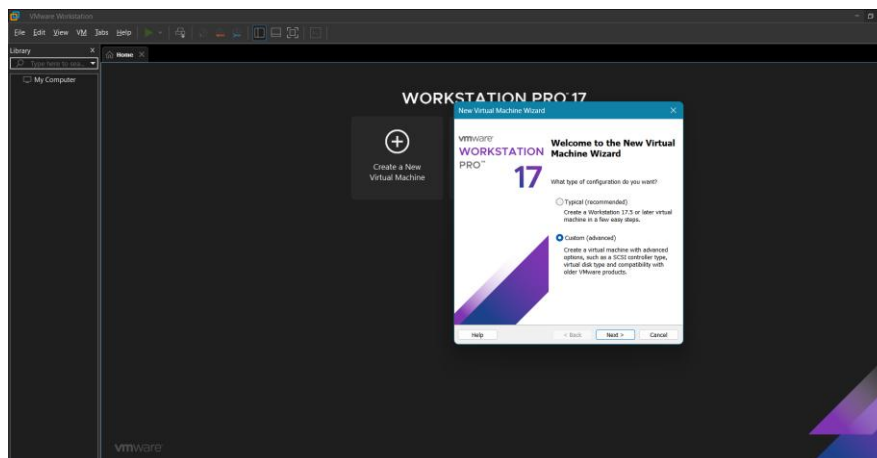 VMware Workstation
File Edit View VM Tabs Help
Library X
Type here to sea...
Home X
My Computer
WORKSTATION PRO 17
Create a New
Virtual Machine
New Virtual Machine Wizard
vmware
WORKSTATION
PRO™
17
Welcome to the New Virtual
Machine Wizard
What type of configuration do you want?
Typical (recommended)
Create a Workstation 17.5 or later virtual
machine in a few easy steps.
Custom (advanced)
Create a virtual machine with advanced
options, such as a SCSI controller type,
virtual disk type and compatibility with
older VMware products.
Help
< Back
Next >
Cancel
vmware